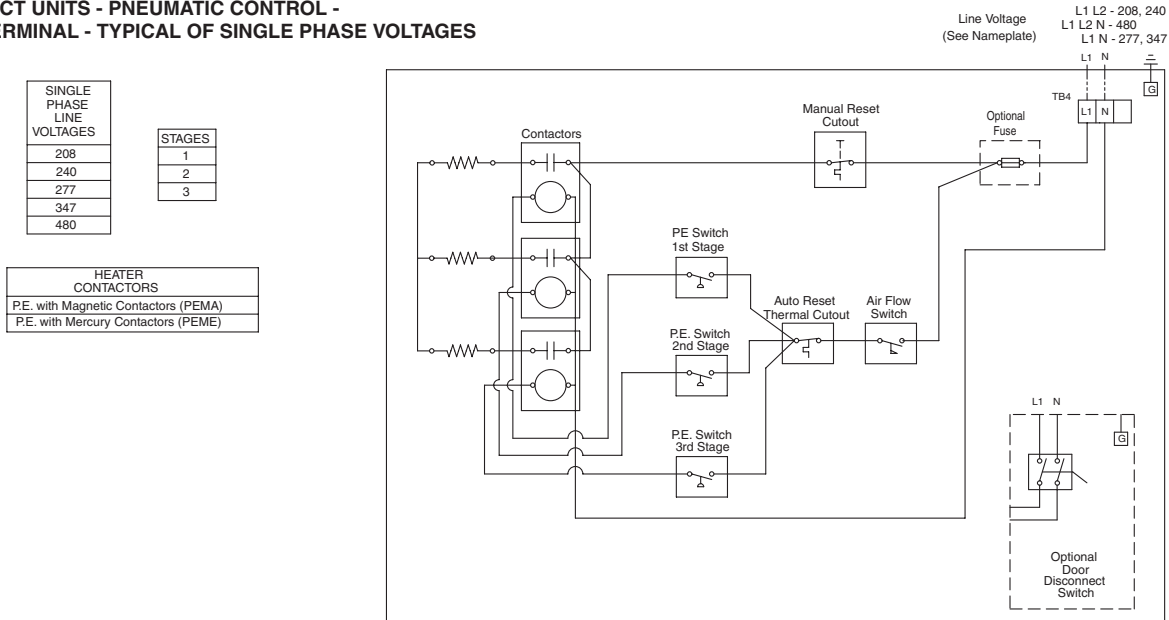 CT UNITS - PNEUMATIC CONTROL -
ERMINAL - TYPICAL OF SINGLE PHASE VOLTAGES
Line Voltage
(See Nameplate)
L1 L2 - 208, 240
L1 L2 N - 480
L1 N - 277, 347
L1 N
G
TB4
L1 N
SINGLE
PHASE
LINE
VOLTAGES
208
240
277
347
480
STAGES
1
2
3
HEATER
CONTACTORS
P.E. with Magnetic Contactors (PEMA)
P.E. with Mercury Contactors (PEME)
Contactors
Manual Reset
Cutout
Optional
Fuse
PE Switch
1st Stage
Auto Reset
Thermal Cutout
Air Flow
Switch
P.E. Switch
2nd Stage
P.E. Switch
3rd Stage
L1 N
G
Optional
Door
Disconnect
Switch